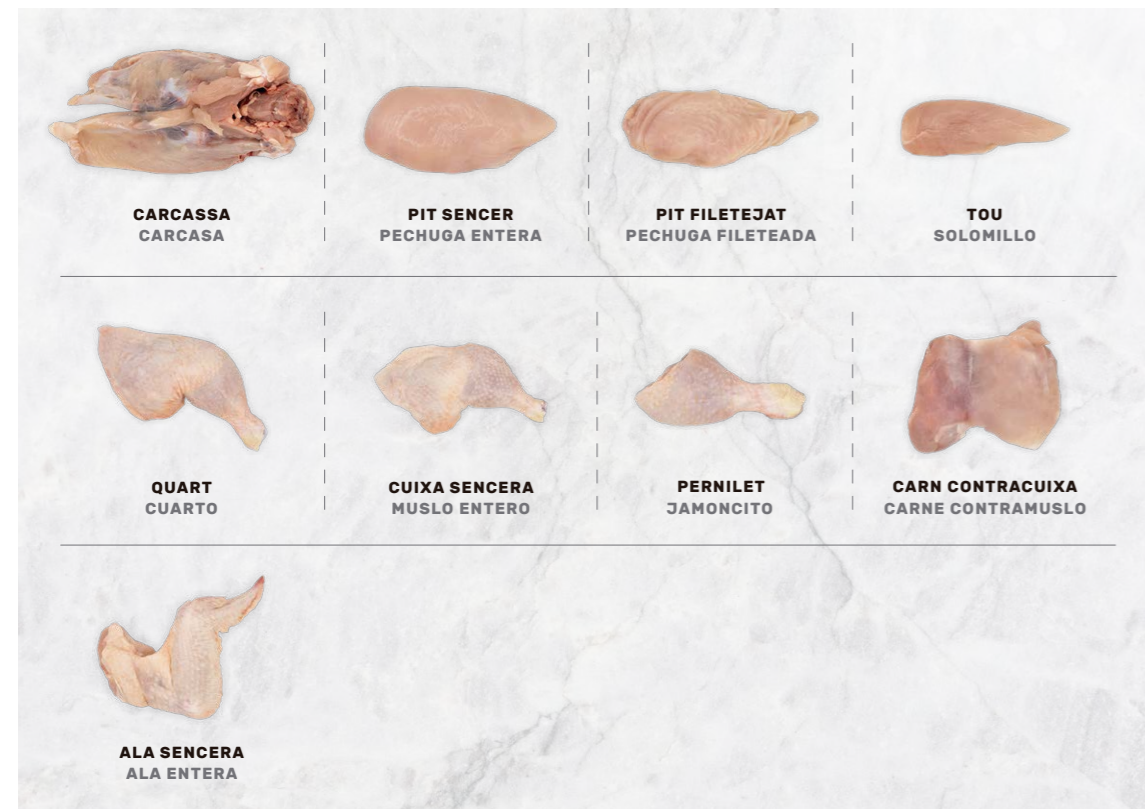 CARCASSA
CARCASA
PIT SENCER
PECHUGA ENTERA
PIT FILETEJAT
PECHUGA FILETEADA
TOU
SOLOMILLO
QUART
CUARTO
CUIXA SENCERA
MUSLO ENTERO
PERNILET
JAMONCITO
CARN CONTRACUIXA
CARNE CONTRAMUSLO
ALA SENCERA
ALA ENTERA